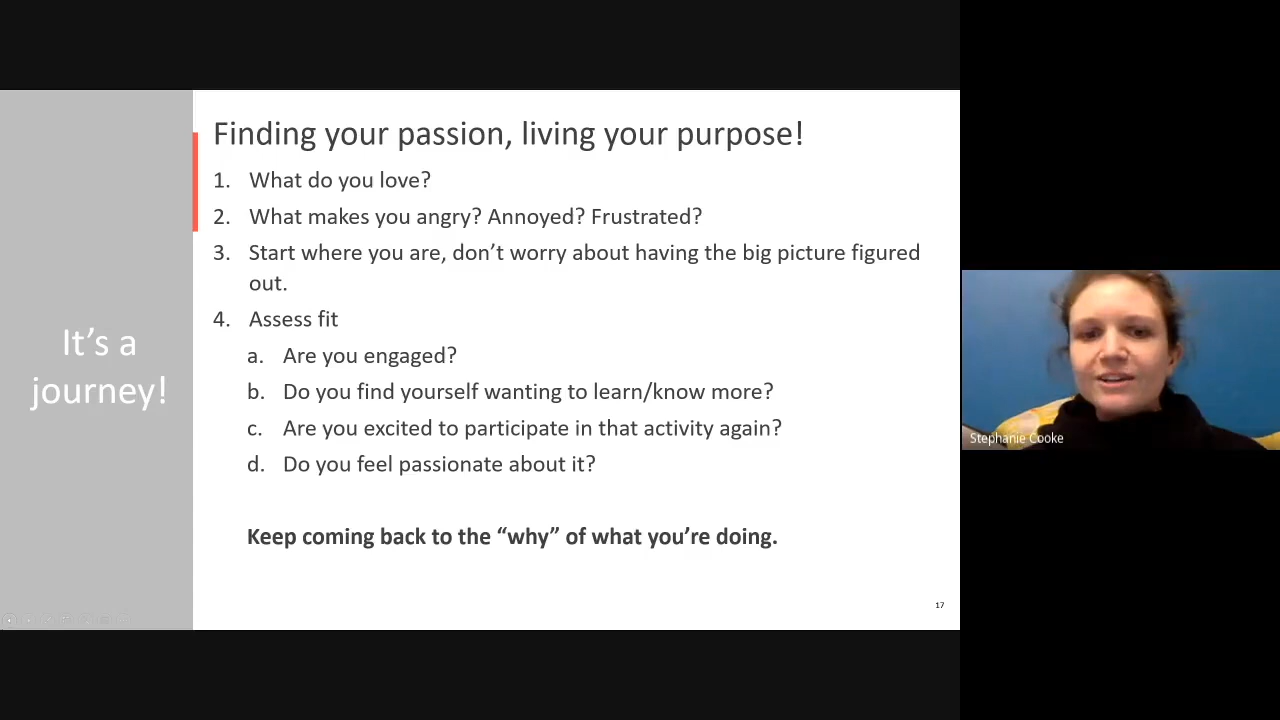 It's a
journey!
Finding your passion, living your purpose!
1. What do you love?
2. What makes you angry? Annoyed? Frustrated?
3. Start where you are, don’t worry about having the big picture figured
out.
4. Assess fit
a. Are you engaged?
b. Do you find yourself wanting to learn/know more?
c. Are you excited to participate in that activity again?
d. Do you feel passionate about it?
Keep coming back to the “why” of what you’re doing.
17
Stephanie Cooke